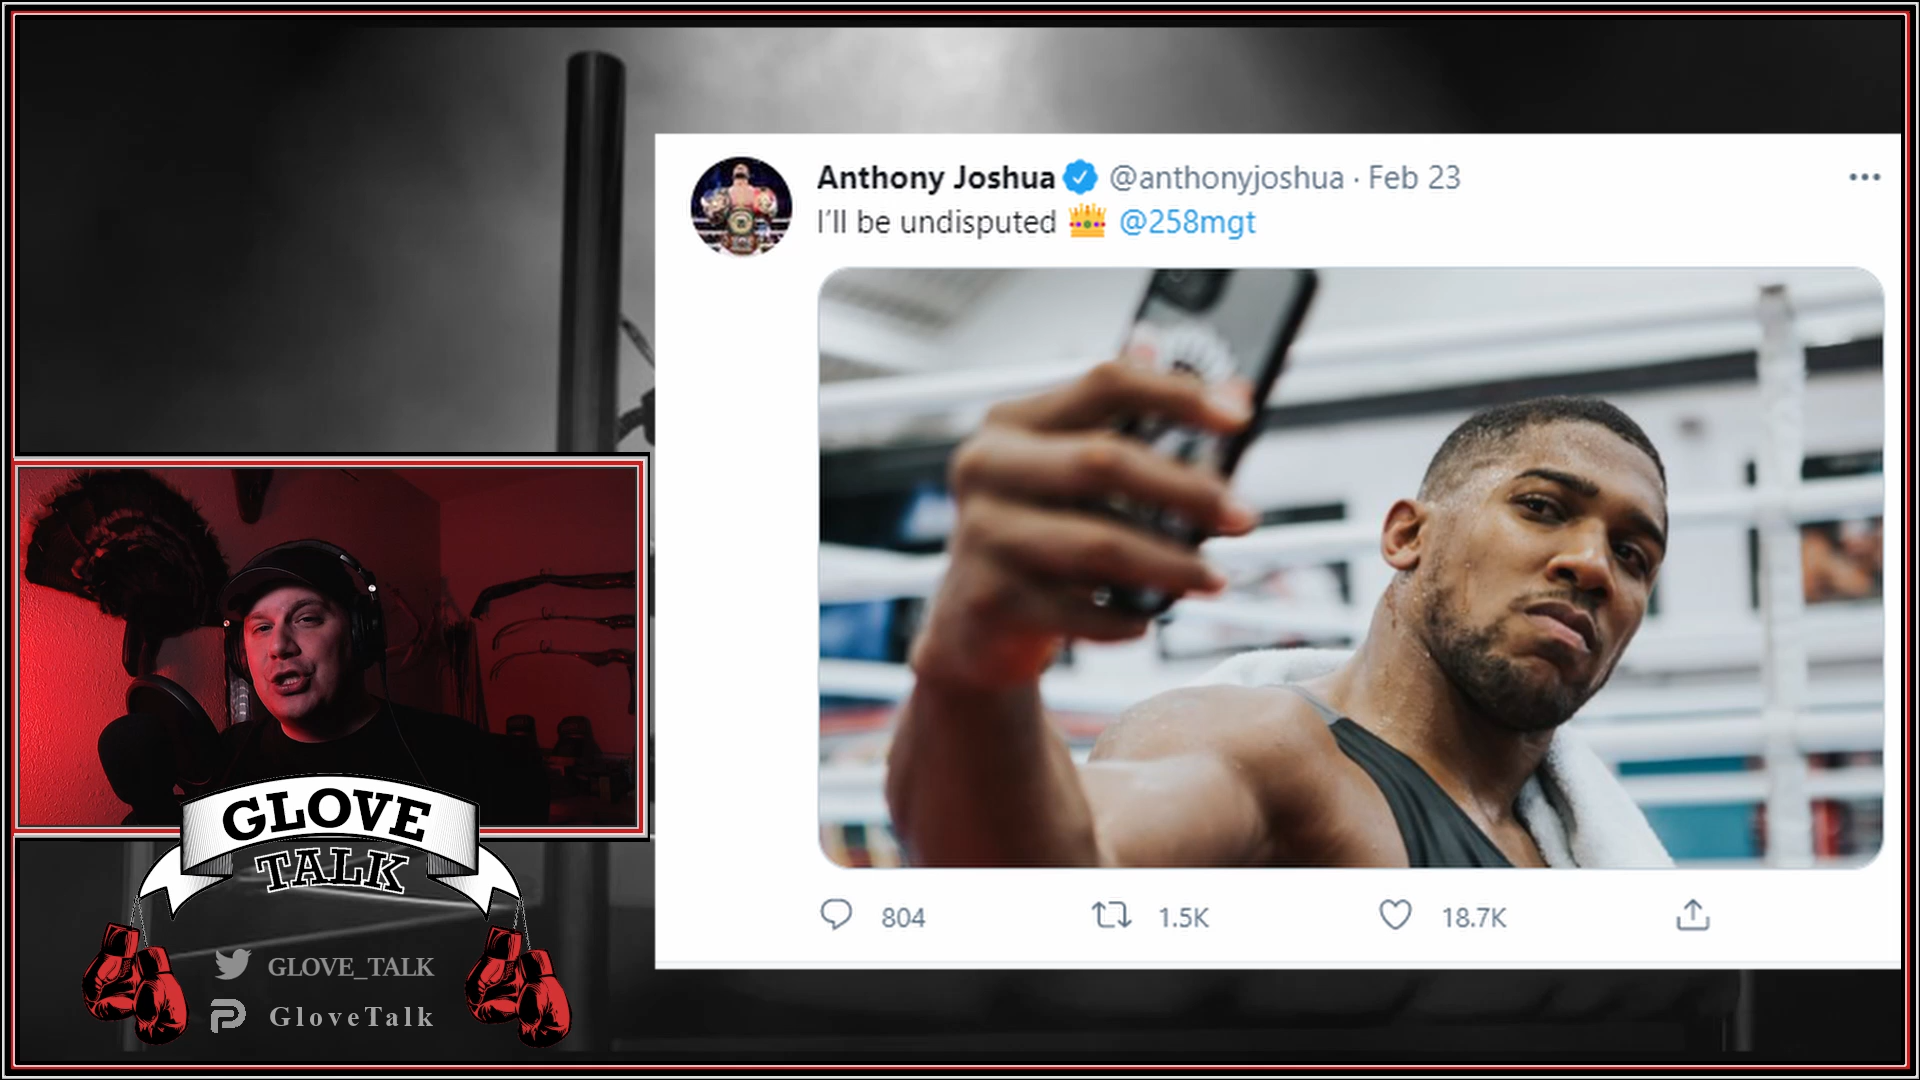 Anthony Joshua @anthonyjoshua · Feb 23
I'll be undisputed 👑 @258mgt
804 1.5K 18.7K
GLOVE
TALK
GLOVE_TALK
GloveTalk